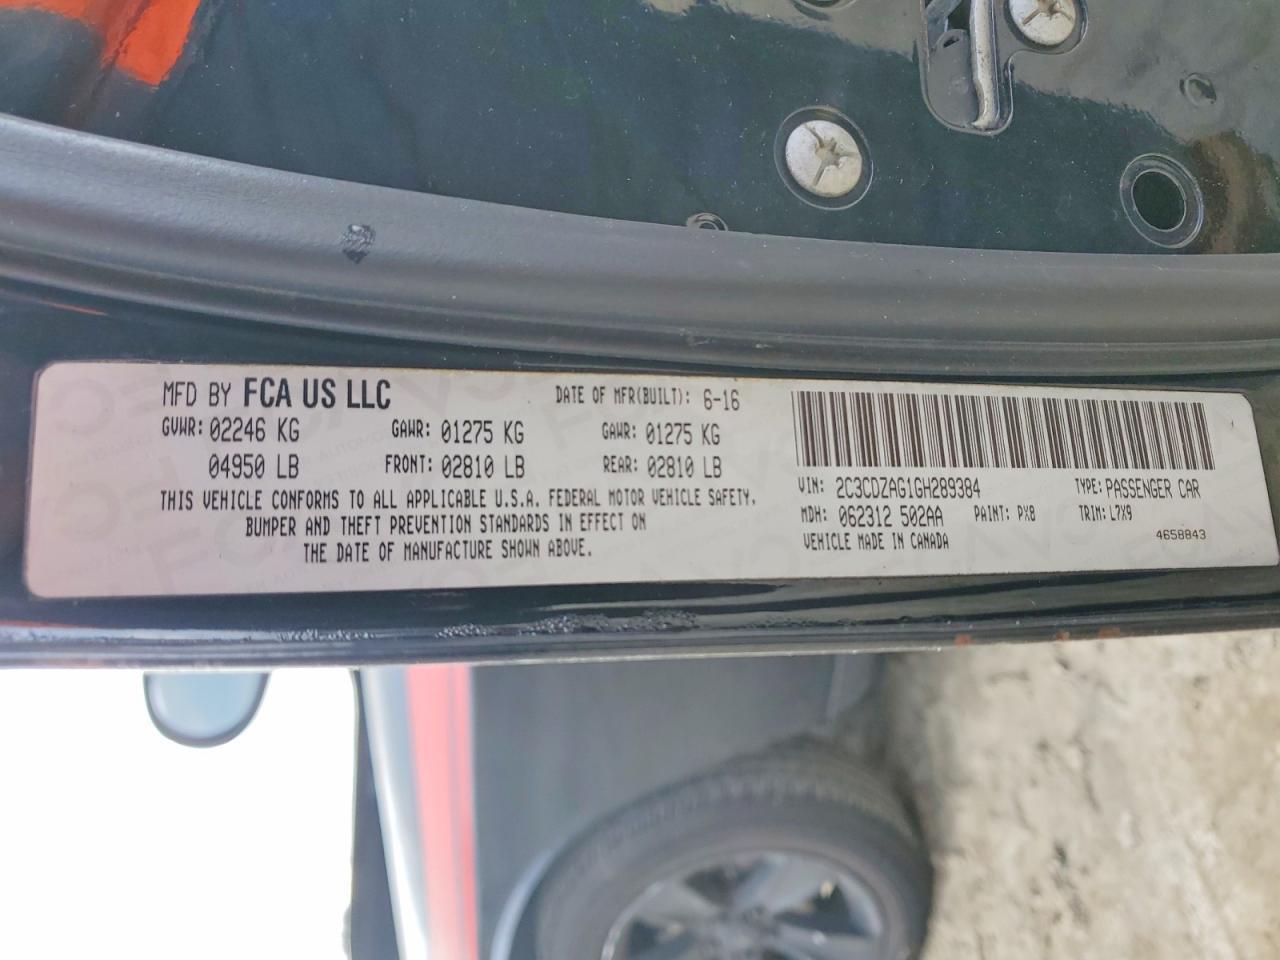 MFD BY FCA US LLC DATE OF MFR(BUILT): 6-16
GVWR: 02246 KG GAWR: 01275 KG GAWR: 01275 KG
04950 LB FRONT: 02810 LB REAR: 02810 LB
THIS VEHICLE CONFORMS TO ALL APPLICABLE U.S.A. FEDERAL MOTOR VEHICLE SAFETY,
BUMPER AND THEFT PREVENTION STANDARDS IN EFFECT ON
THE DATE OF MANUFACTURE SHOWN ABOVE.
VIN: 2C3CDZAG1GH289384 TYPE: PASSENGER CAR
MDH: 062312 502AA PAINT: PX8 TRIM: L7X9
VEHICLE MADE IN CANADA 4658843